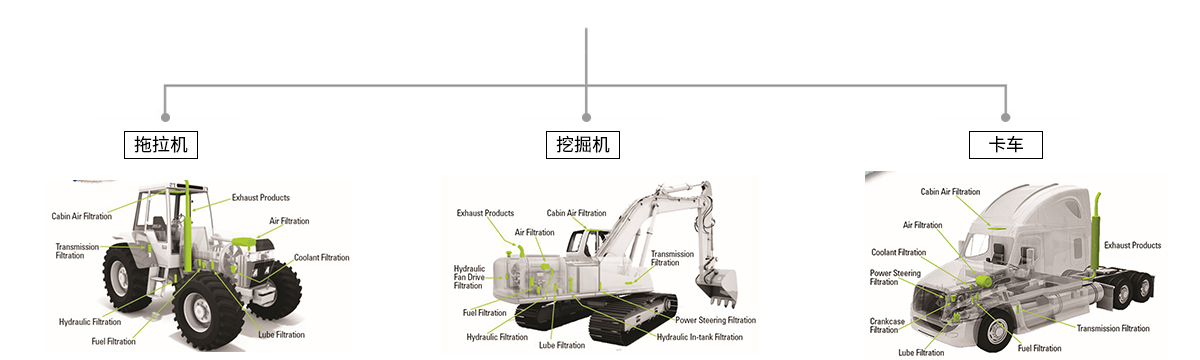 拖拉机
挖掘机
卡车
Exhaust Products
Cabin Air Filtration
Air Filtration
Transmission
Filtration
Coolant Filtration
Hydraulic Filtration
Lube Filtration
Fuel Filtration
Exhaust Products
Cabin Air Filtration
Air Filtration
Transmission
Filtration
Hydraulic
Fan Drive
Filtration
Fuel Filtration
Power Steering Filtration
Hydraulic Filtration
Hydraulic In-tank Filtration
Lube Filtration
Cabin Air Filtration
Air Filtration
Exhaust Products
Coolant Filtration
Power Steering
Filtration
Crankcase
Filtration
Transmission Filtration
Fuel Filtration
Lube Filtration